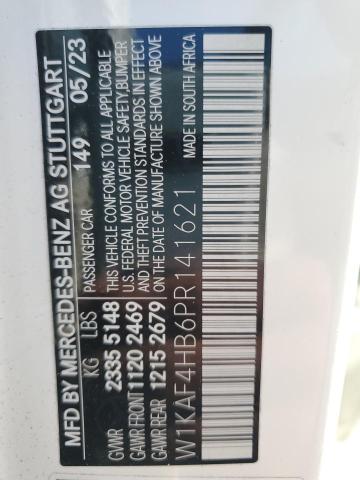 MFD BY MERCEDES-BENZ AG STUTTGART
PASSENGER CAR 149 05/23
KG LBS
GVWR 2335 5148
GAWR FRONT 1120 2469
GAWR REAR 1215 2679
THIS VEHICLE CONFORMS TO ALL APPLICABLE
U.S. FEDERAL MOTOR VEHICLE SAFETY, BUMPER
AND THEFT PREVENTION STANDARDS IN EFFECT
ON THE DATE OF MANUFACTURE SHOWN ABOVE
W1KAF4HB6PR141621
MADE IN SOUTH AFRICA